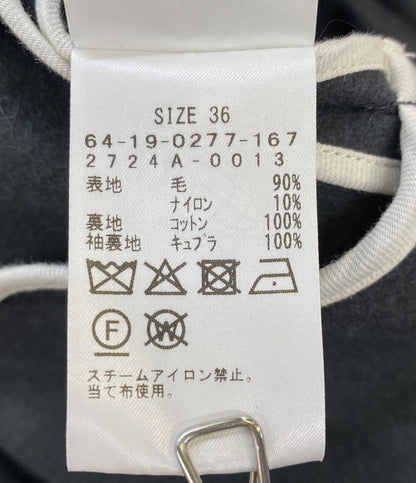 SIZE 36
64-19-0277-167
2724A-0013
表地 毛 90%
ナイロン 10%
裏地 コットン 100%
袖裏地 キュプラ 100%
F W
スチームアイロン禁止。
当て布使用。